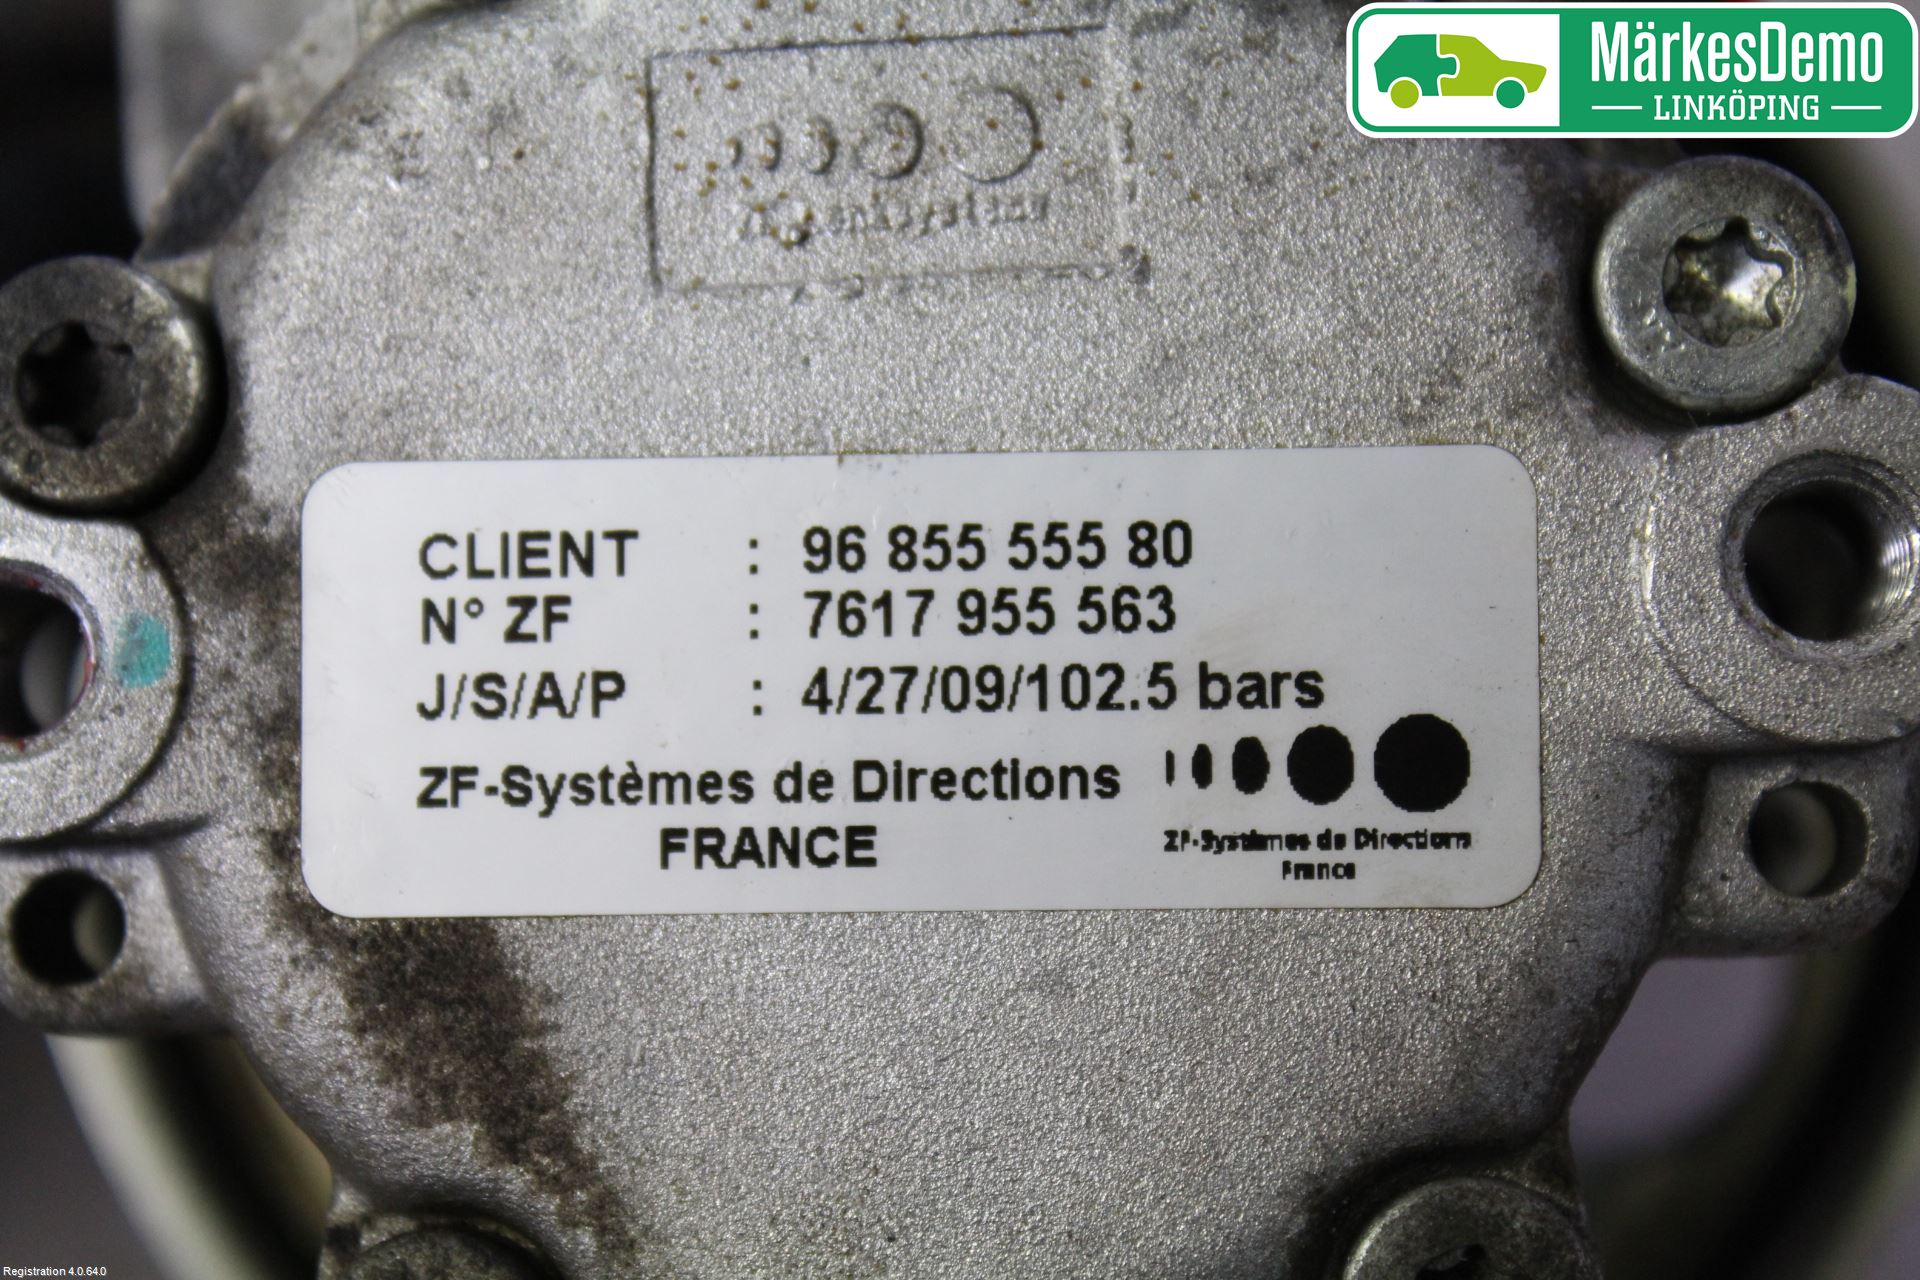 MärkesDemo
LINKÖPING
CLIENT : 96 855 555 80
N° ZF : 7617 955 563
J/S/A/P : 4/27/09/102.5 bars
ZF-Systèmes de Directions
FRANCE
ZF-Systèmes de Directions
France
Registration 4.0.64.0